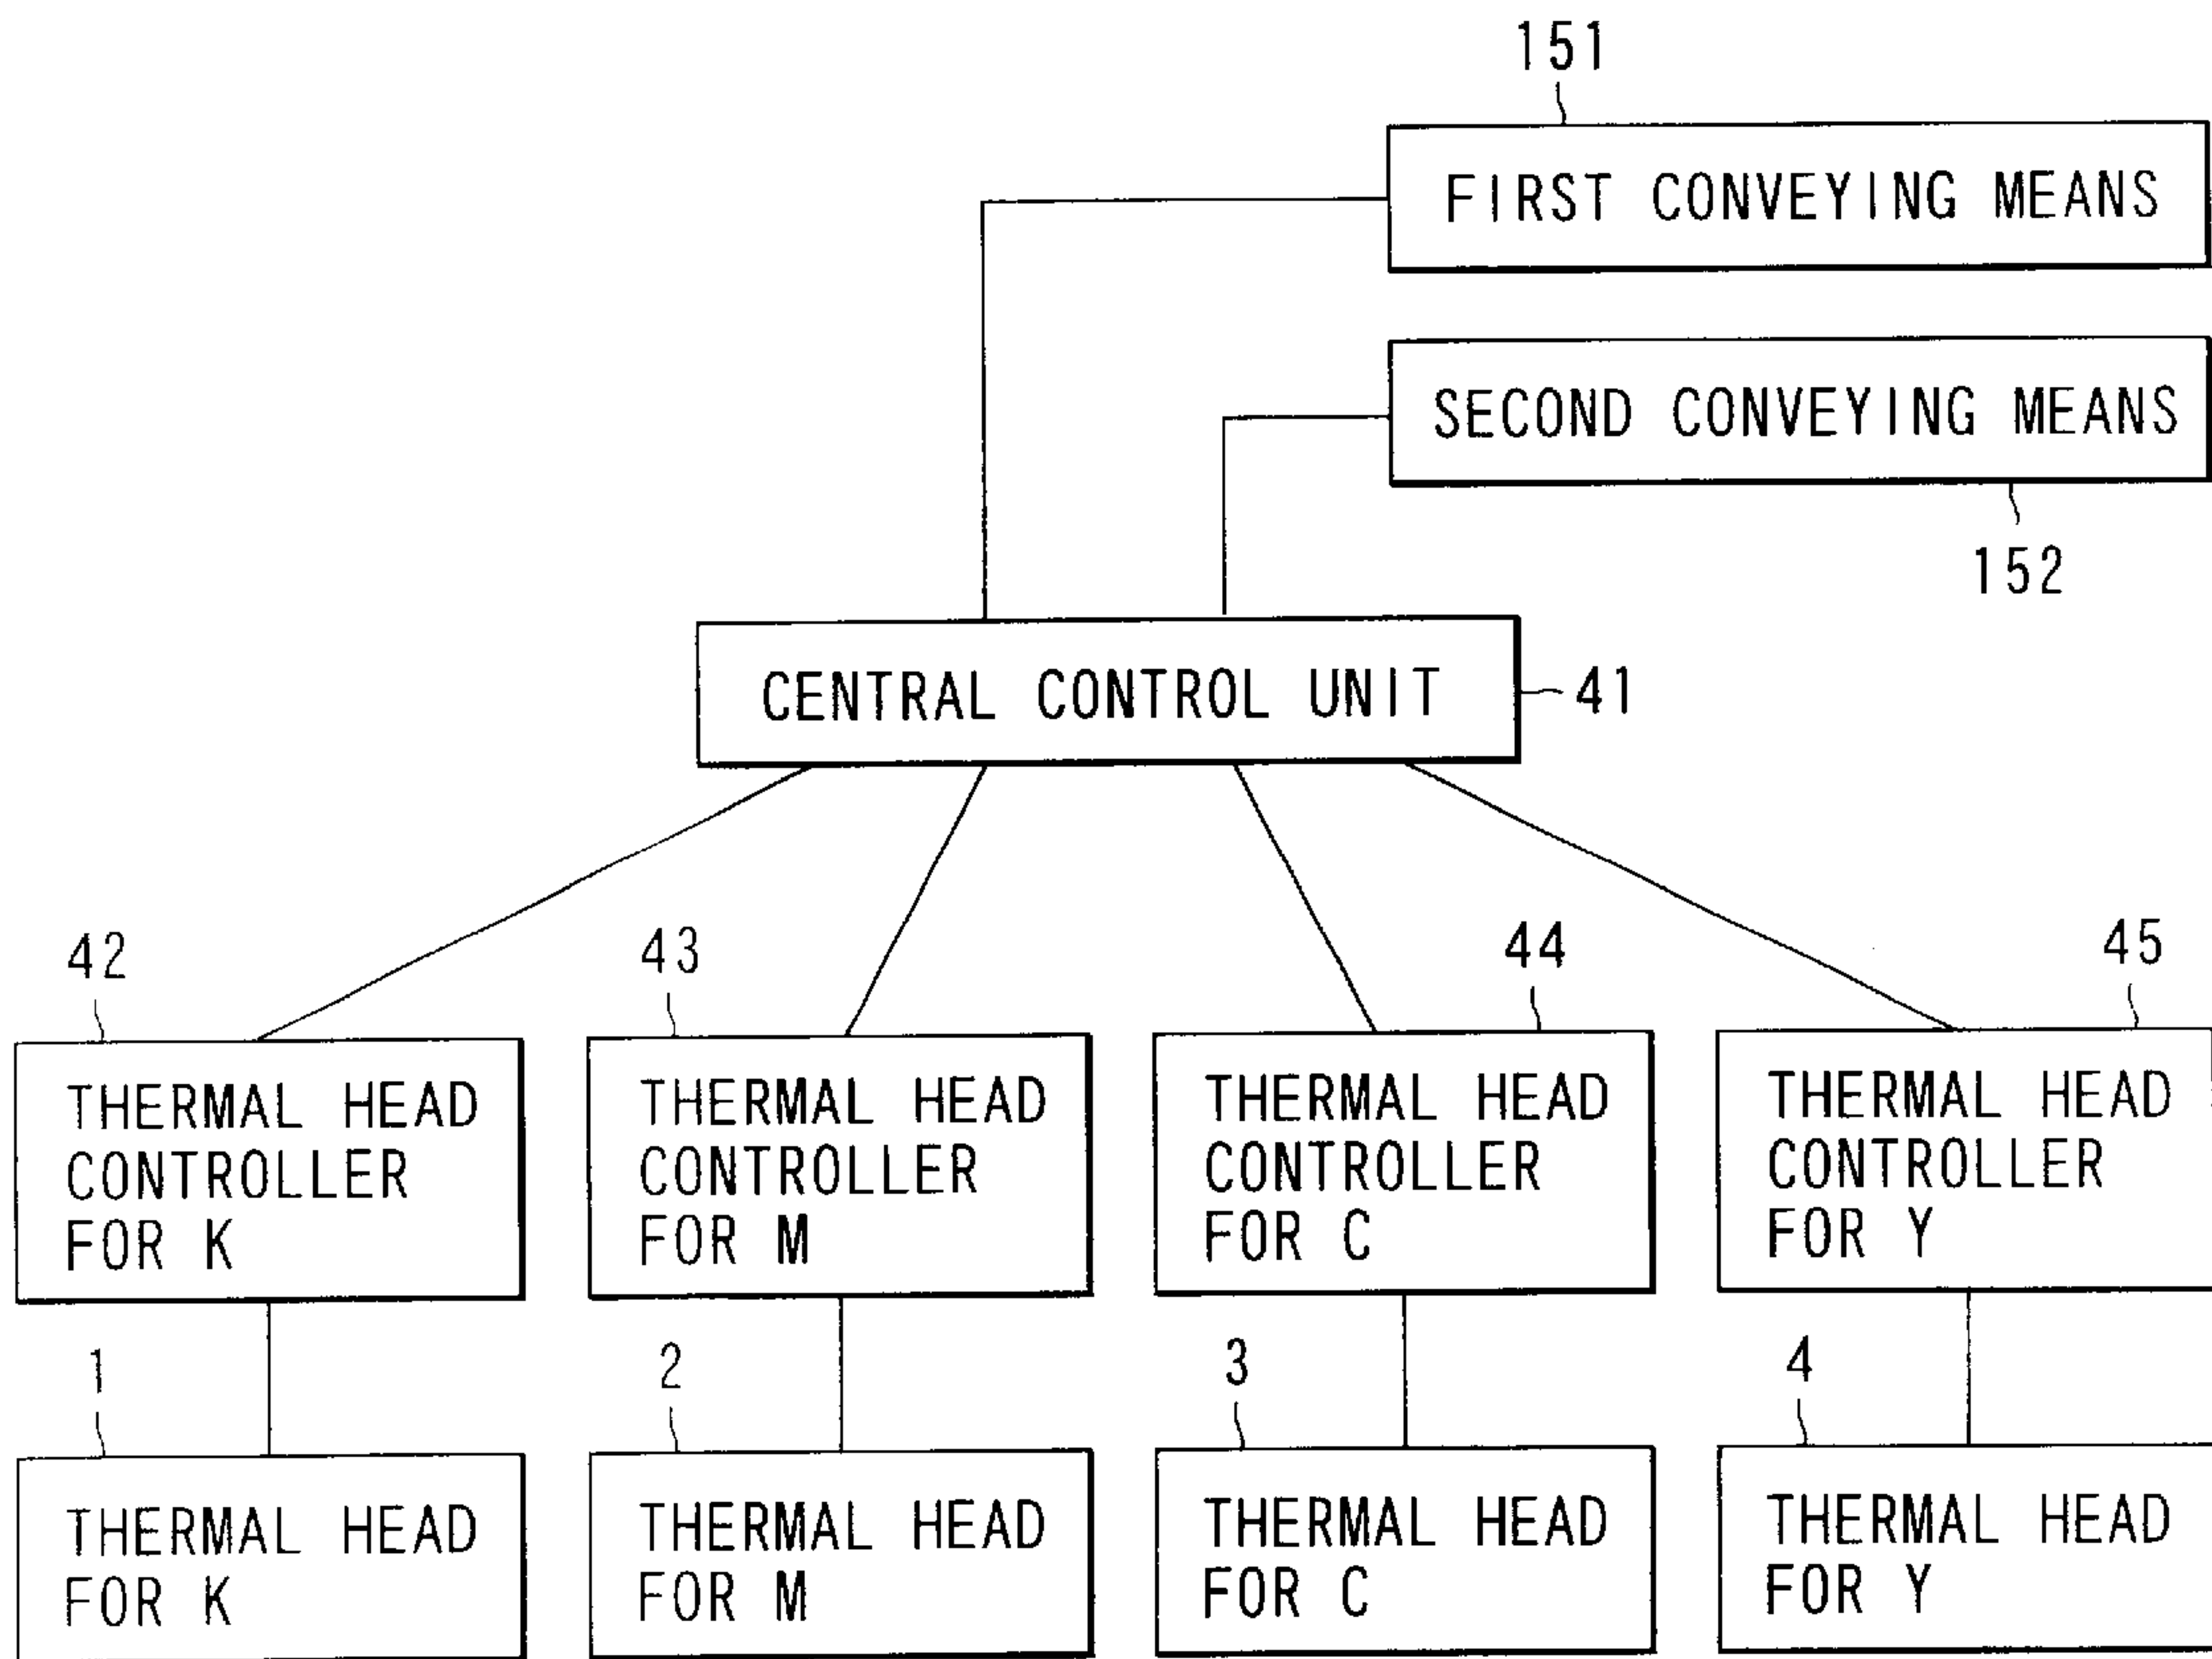 151
FIRST CONVEYING MEANS
SECOND CONVEYING MEANS
152
CENTRAL CONTROL UNIT
41
42
43
44
45
THERMAL HEAD
CONTROLLER
FOR K
THERMAL HEAD
CONTROLLER
FOR M
THERMAL HEAD
CONTROLLER
FOR C
THERMAL HEAD
CONTROLLER
FOR Y
1
2
3
4
THERMAL HEAD
FOR K
THERMAL HEAD
FOR M
THERMAL HEAD
FOR C
THERMAL HEAD
FOR Y